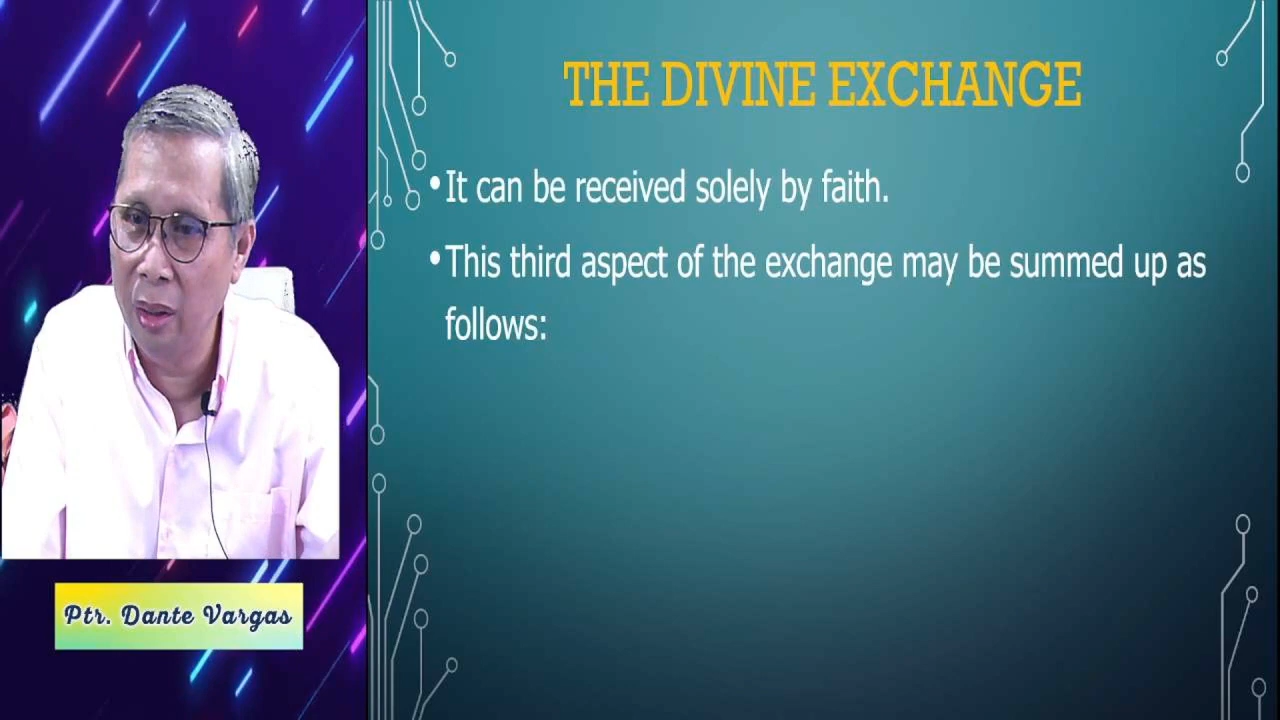 THE DIVINE EXCHANGE
•It can be received solely by faith.
•This third aspect of the exchange may be summed up as
follows:
Ptr. Dante Vargas